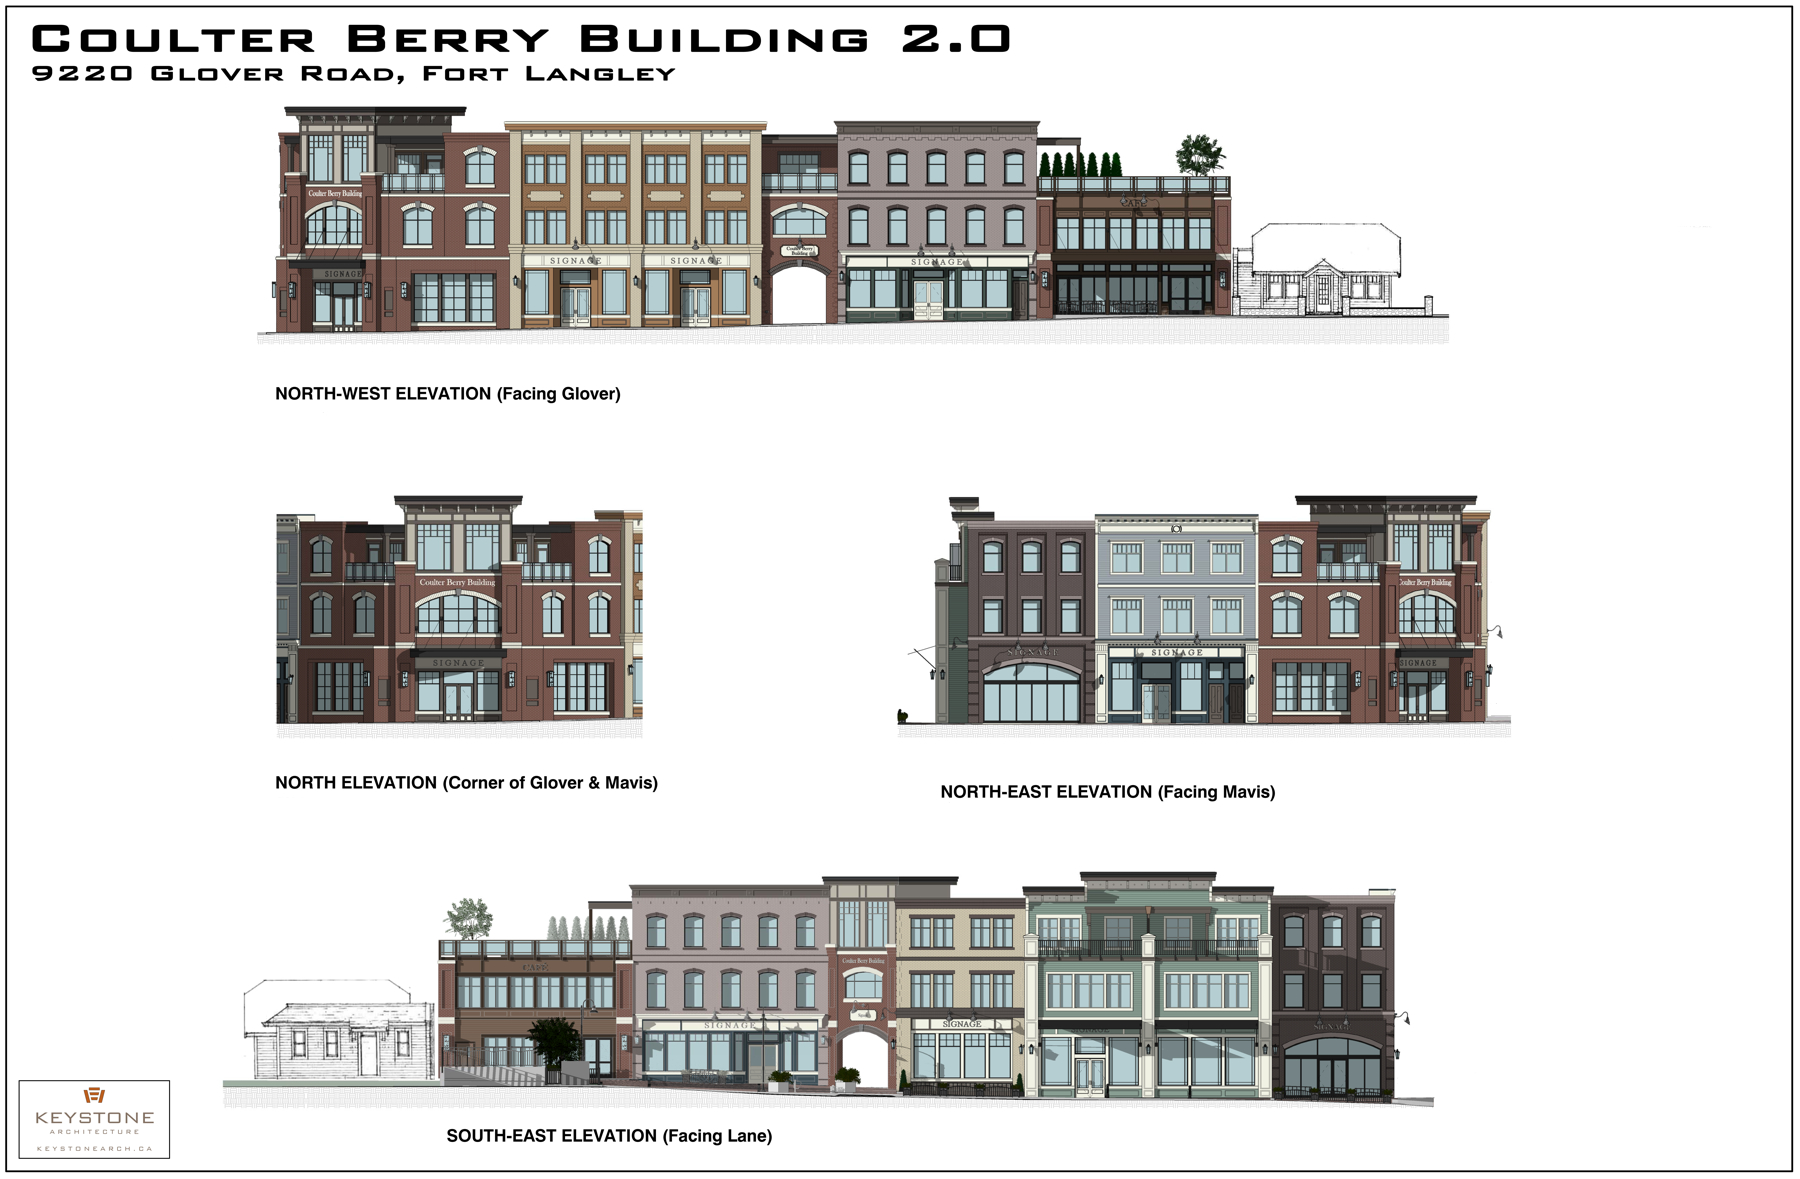 COULTER BERRY BUILDING 2.0
9220 GLOVER ROAD, FORT LANGLEY
Coulter Berry Building
SIGNAGE
SIGNAGE
SIGNAGE
Coulter Berry
Building
SIGNAGE
CAFE
NORTH-WEST ELEVATION (Facing Glover)
Coulter Berry Building
SIGNAGE
NORTH ELEVATION (Corner of Glover & Mavis)
SIGNAGE
SIGNAGE
Coulter Berry Building
SIGNAGE
NORTH-EAST ELEVATION (Facing Mavis)
CAFE
SIGNAGE
Coulter Berry Building
SIGNAGE
SIGNAGE
SOUTH-EAST ELEVATION (Facing Lane)
KEYSTONE
ARCHITECTURE
KEYSTONEARCH.CA